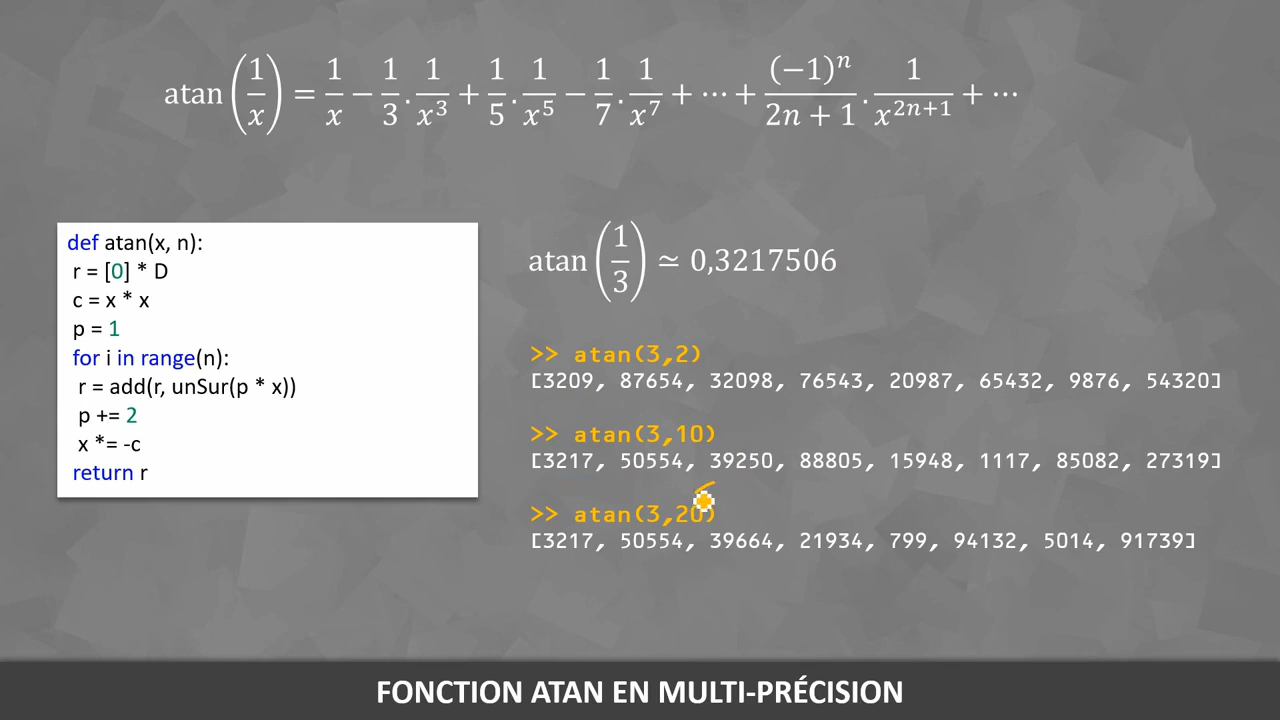 atan(1/x) = 1/x − 1/3 . 1/x³ + 1/5 . 1/x⁵ − 1/7 . 1/x⁷ + ⋯ + (−1)ⁿ/(2n + 1) . 1/x²ⁿ⁺¹ + ⋯
def atan(x, n):
r = [0] * D
c = x * x
p = 1
for i in range(n):
r = add(r, unSur(p * x))
p += 2
x *= -c
return r
atan(1/3) ≃ 0,3217506
>> atan(3,2)
[3209, 87654, 32098, 76543, 20987, 65432, 9876, 54320]
>> atan(3,10)
[3217, 50554, 39250, 88805, 15948, 1117, 85082, 27319]
>> atan(3,20)
[3217, 50554, 39664, 21934, 799, 94132, 5014, 91739]
FONCTION ATAN EN MULTI-PRÉCISION